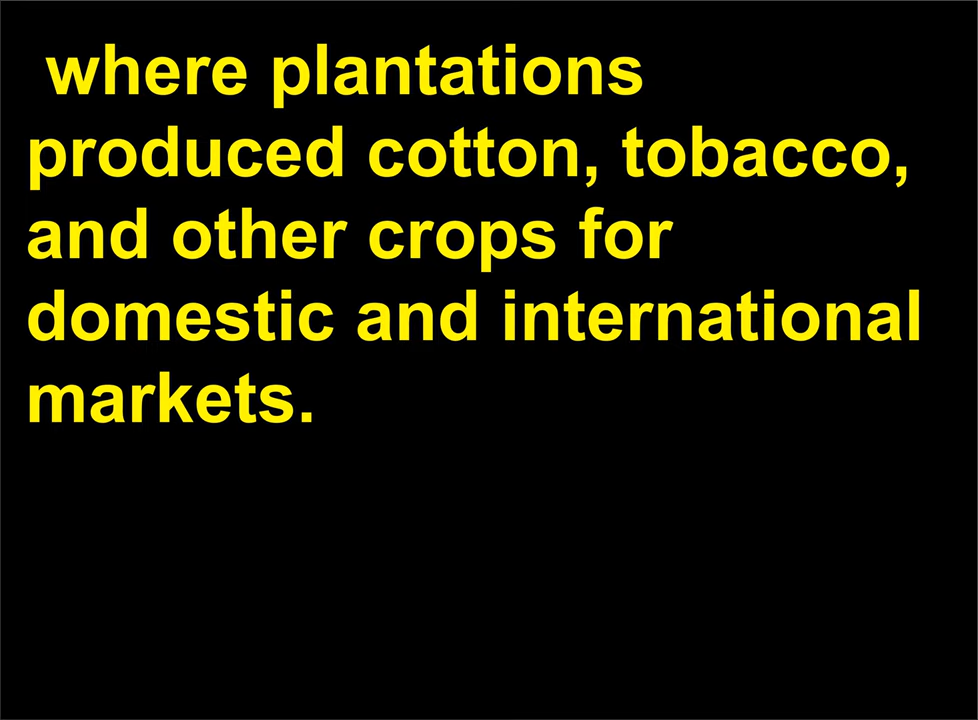 where plantations
produced cotton, tobacco,
and other crops for
domestic and international
markets.